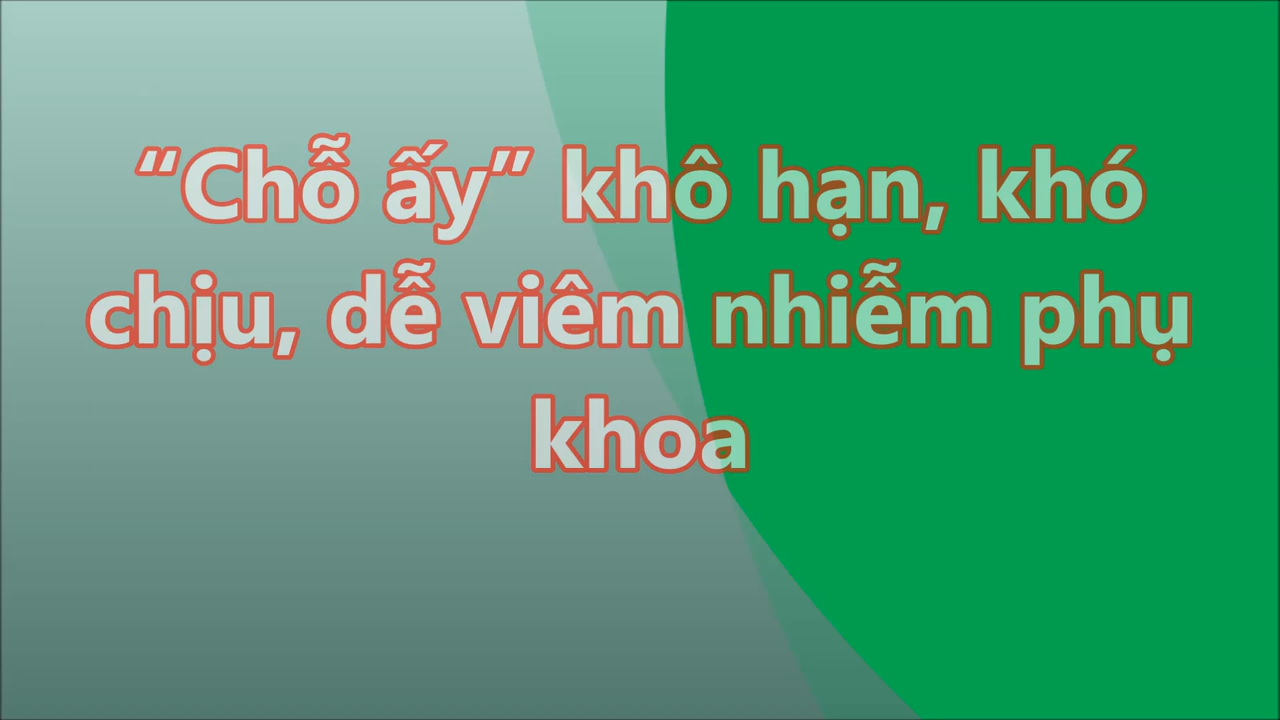 “Chỗ ấy” khô hạn, khó
chịu, dễ viêm nhiễm phụ
khoa